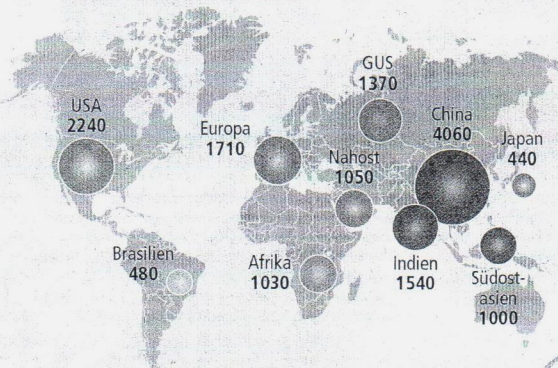 USA
2240
Europa
1710
GUS
1370
China
4060
Japan
440
Nahost
1050
Brasilien
480
Afrika
1030
Indien
1540
Südost-
asien
1000